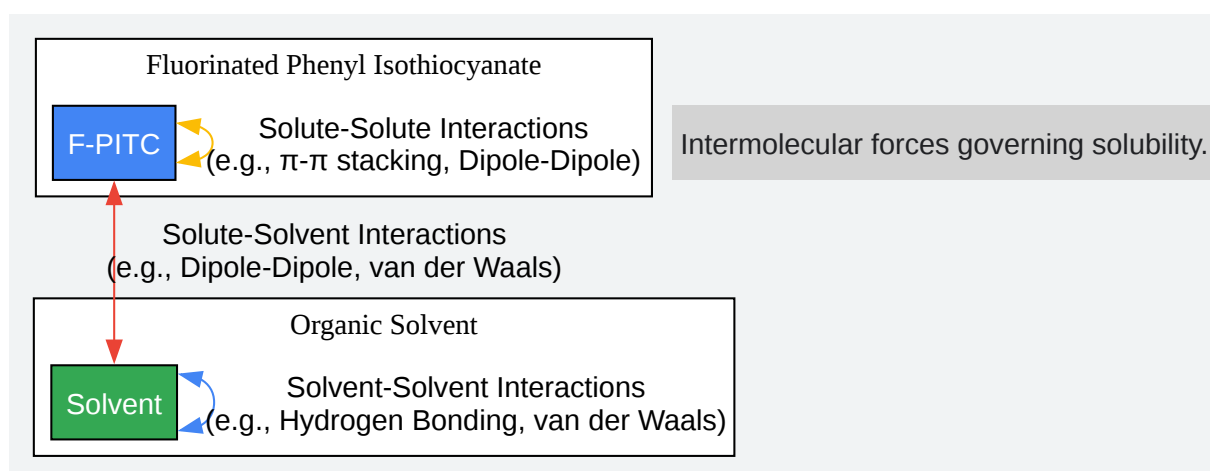 Fluorinated Phenyl Isothiocyanate
F-PITC
Solute-Solute Interactions
(e.g., π-π stacking, Dipole-Dipole)
Intermolecular forces governing solubility.
Solute-Solvent Interactions
(e.g., Dipole-Dipole, van der Waals)
Organic Solvent
Solvent
Solvent-Solvent Interactions
(e.g., Hydrogen Bonding, van der Waals)